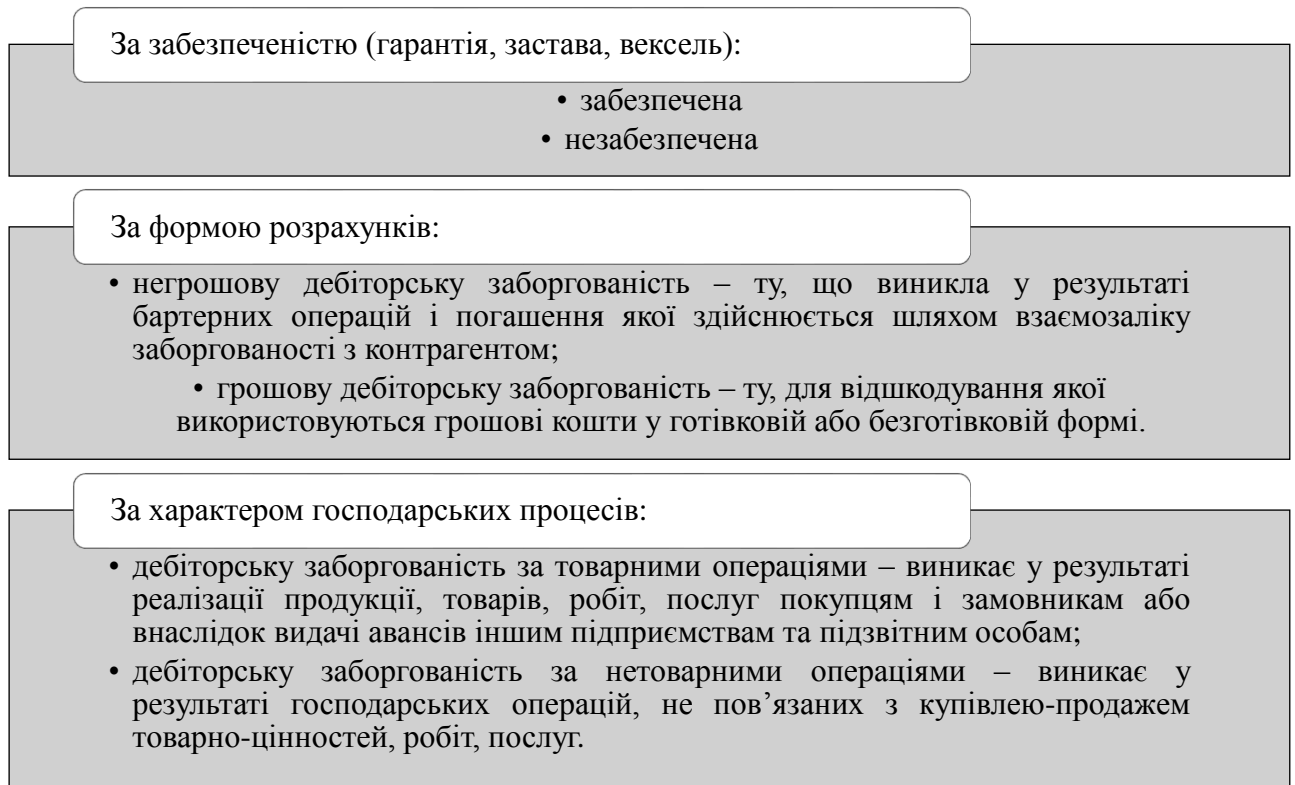 За забезпеченістю (гарантія, застава, вексель):
• забезпечена
• незабезпечена
За формою розрахунків:
• негрошову дебіторську заборгованість – ту, що виникла у результаті
бартерних операцій і погашення якої здійснюється шляхом взаємозаліку
заборгованості з контрагентом;
• грошову дебіторську заборгованість – ту, для відшкодування якої
використовуються грошові кошти у готівковій або безготівковій формі.
За характером господарських процесів:
• дебіторську заборгованість за товарними операціями – виникає у результаті
реалізації продукції, товарів, робіт, послуг покупцям і замовникам або
внаслідок видачі авансів іншим підприємствам та підзвітним особам;
• дебіторську заборгованість за нетоварними операціями – виникає у
результаті господарських операцій, не пов’язаних з купівлею-продажем
товарно-цінностей, робіт, послуг.